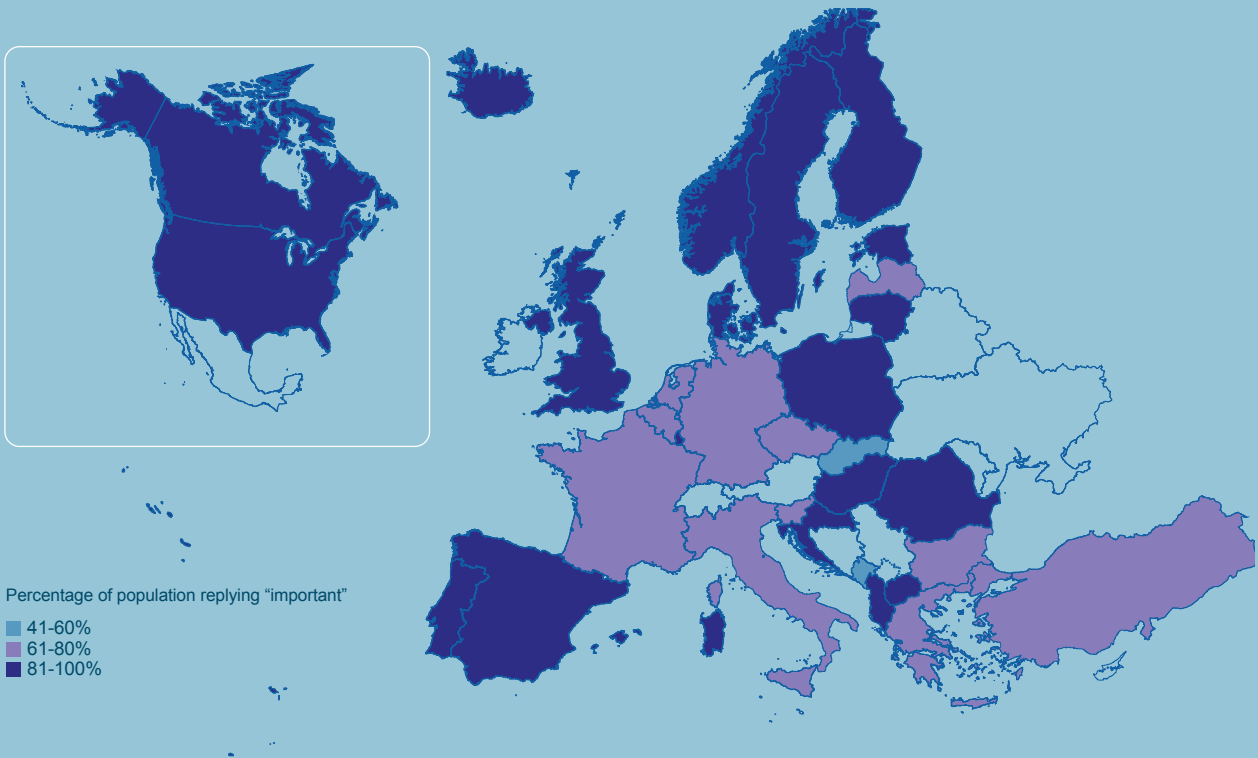 Percentage of population replying “important”
41-60%
61-80%
81-100%